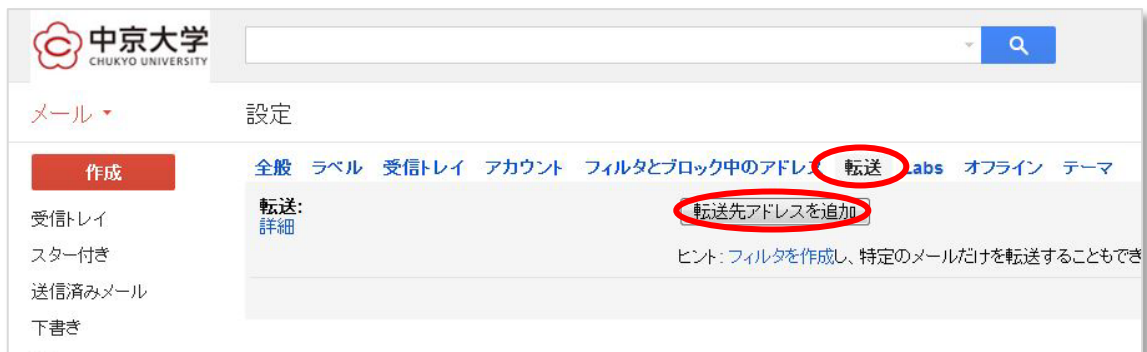 中京大学
CHUKYO UNIVERSITY
メール
設定
作成
全般 ラベル 受信トレイ アカウント フィルタとブロック中のアドレス 転送 Labs オフライン テーマ
転送:
詳細
転送先アドレスを追加
ヒント: フィルタを作成し、特定のメールだけを転送することもでき
受信トレイ
スター付き
送信済みメール
下書き